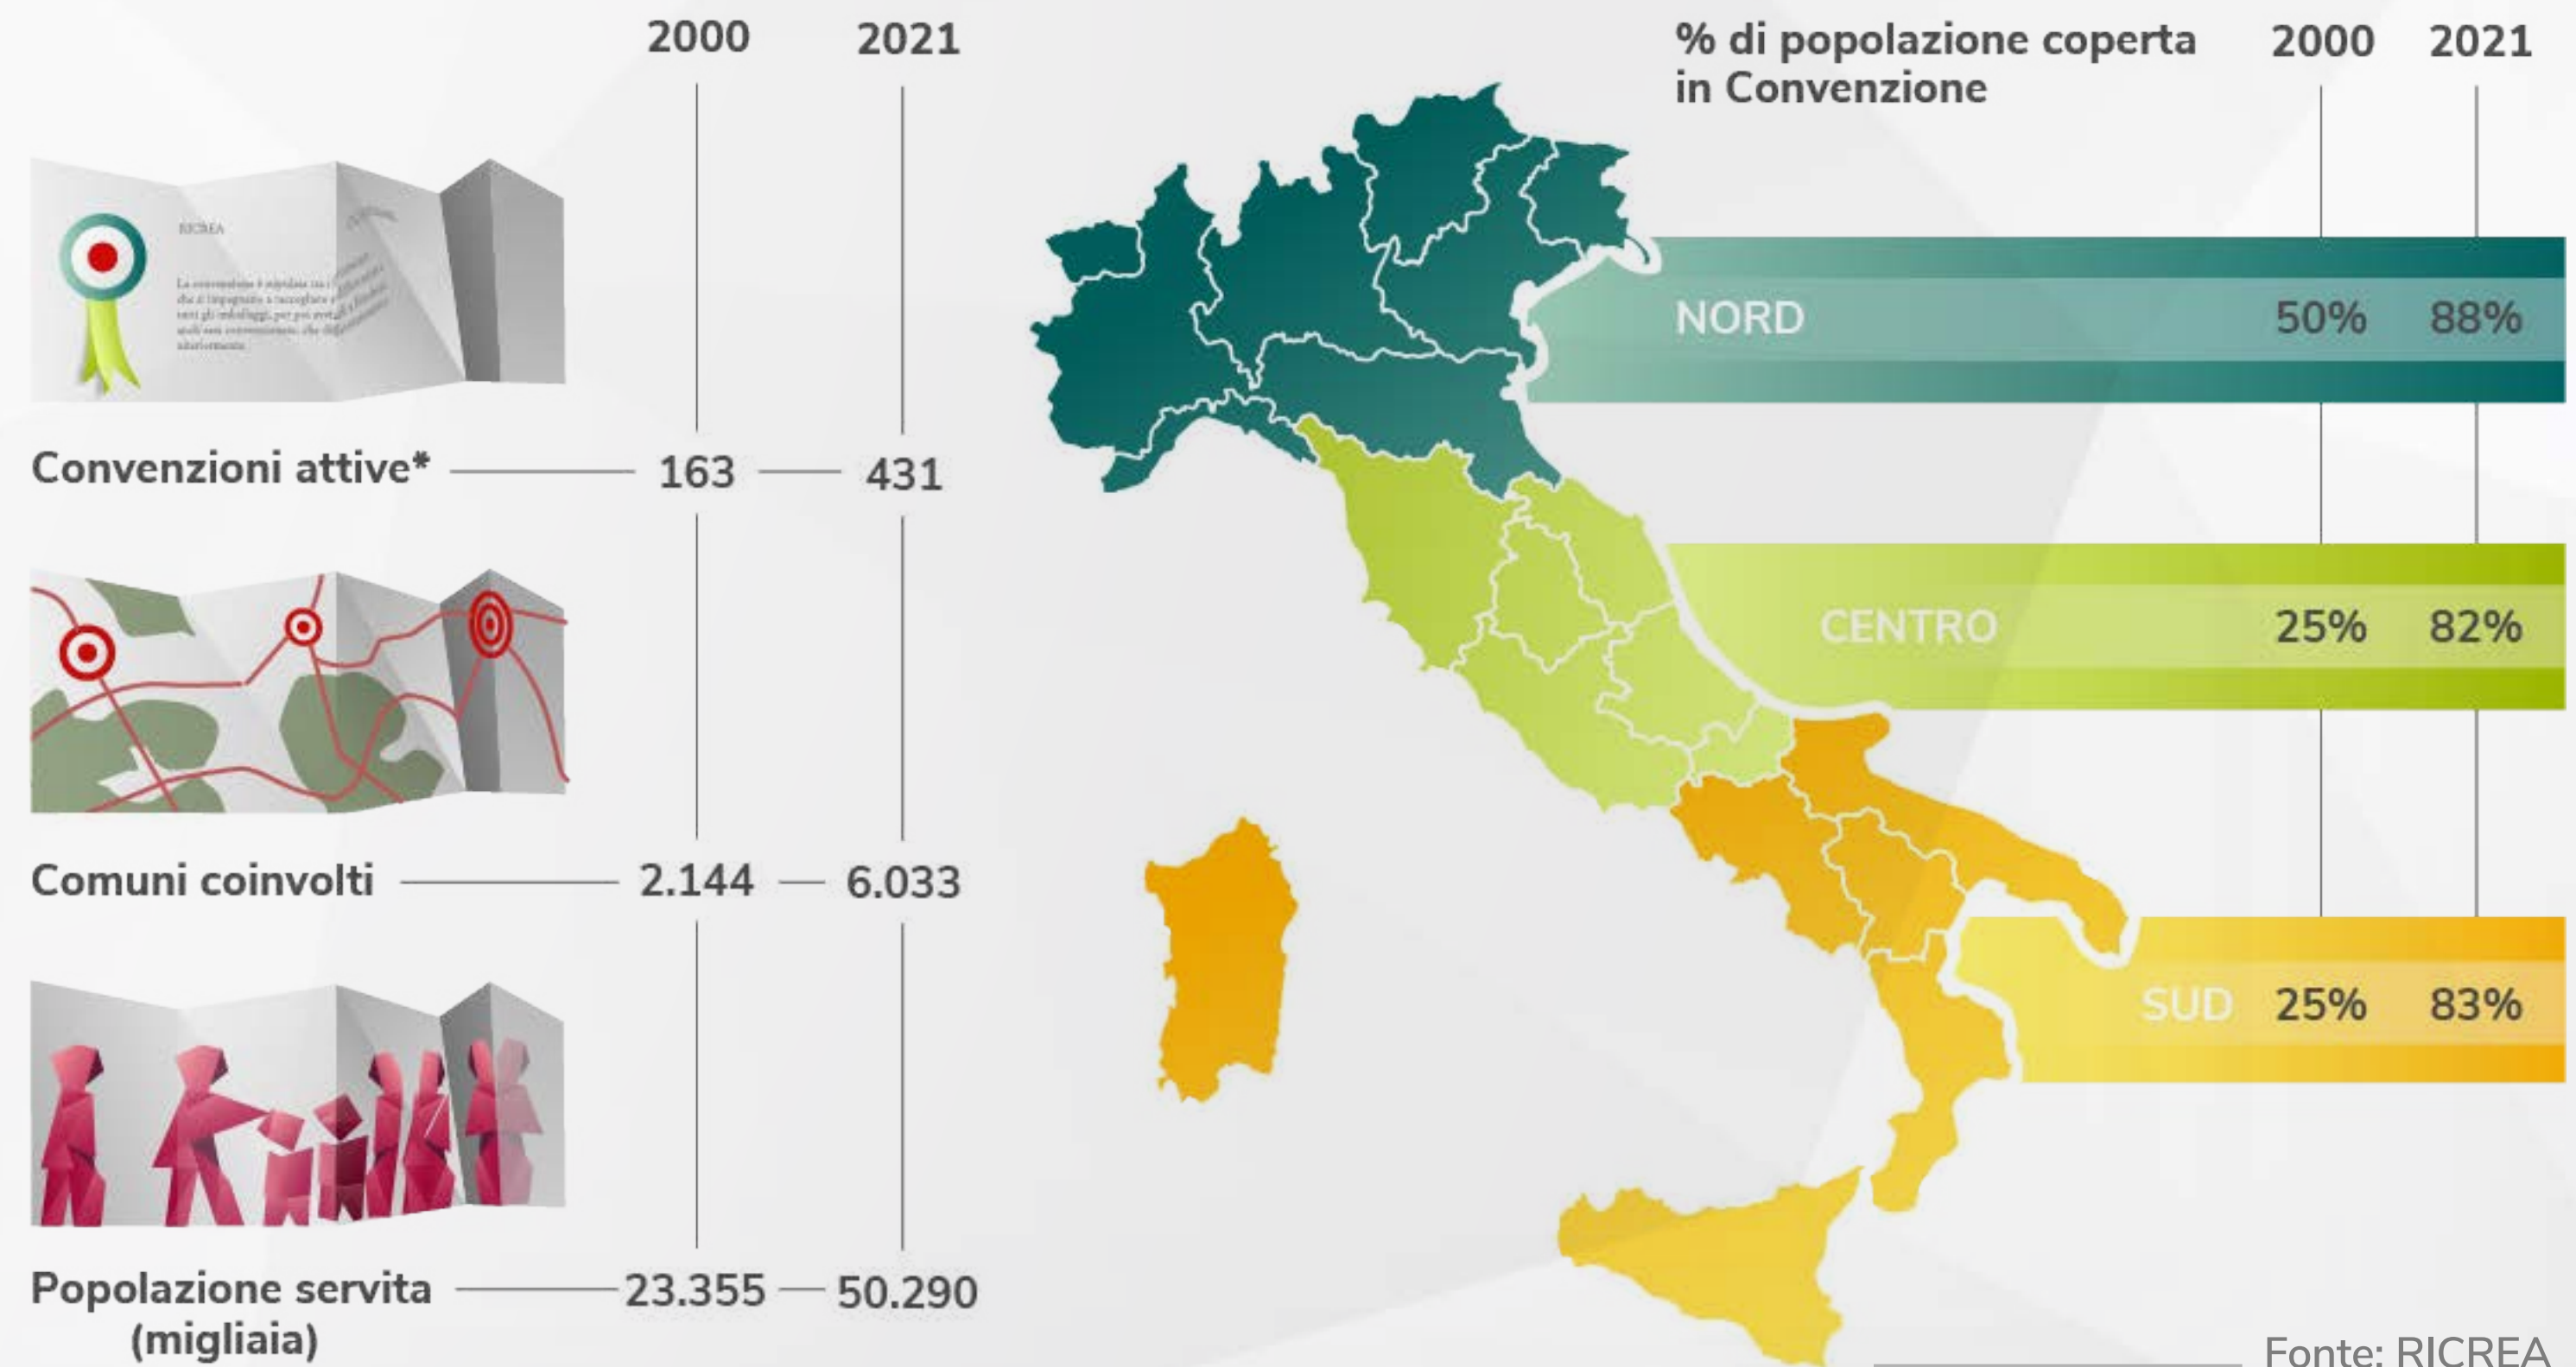 2000 2021
RICREA
Convenzioni attive* 163 431
Comuni coinvolti 2.144 6.033
Popolazione servita 23.355 50.290
(migliaia)
% di popolazione coperta 2000 2021
in Convenzione
NORD 50% 88%
CENTRO 25% 82%
SUD 25% 83%
Fonte: RICREA